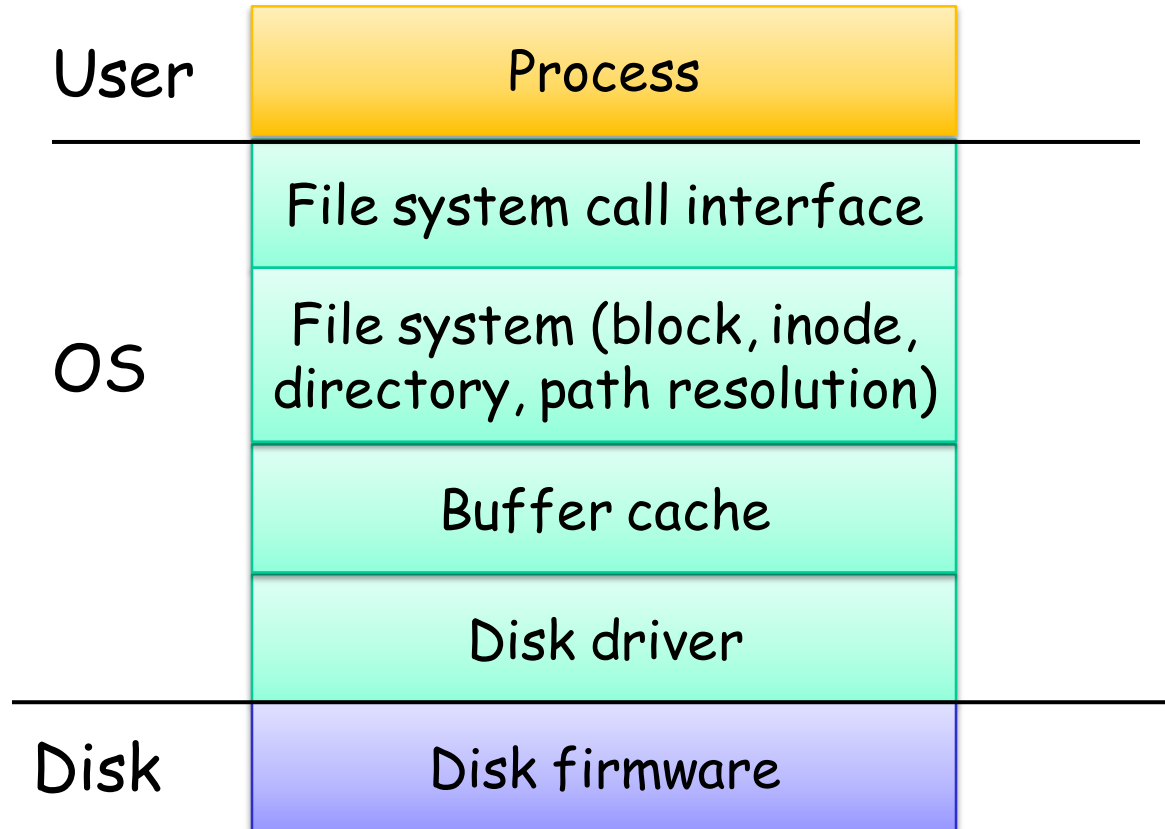 User
Process
File system call interface
OS
File system (block, inode,
directory, path resolution)
Buffer cache
Disk driver
Disk
Disk firmware